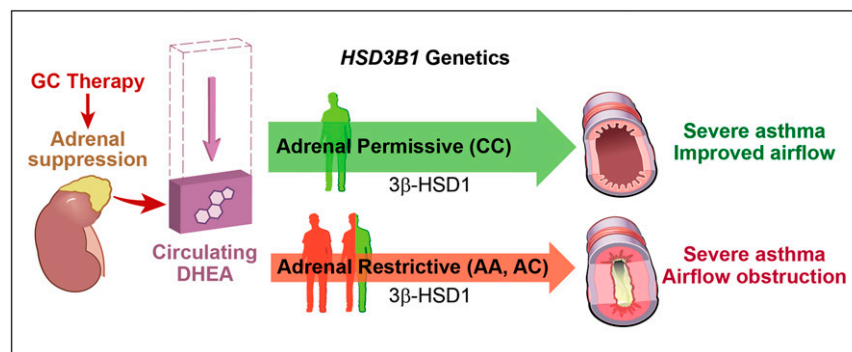 HSD3B1 Genetics
GC Therapy
Adrenal
suppression
Circulating
DHEA
Adrenal Permissive (CC)
3β-HSD1
Severe asthma
Improved airflow
Adrenal Restrictive (AA, AC)
3β-HSD1
Severe asthma
Airflow obstruction